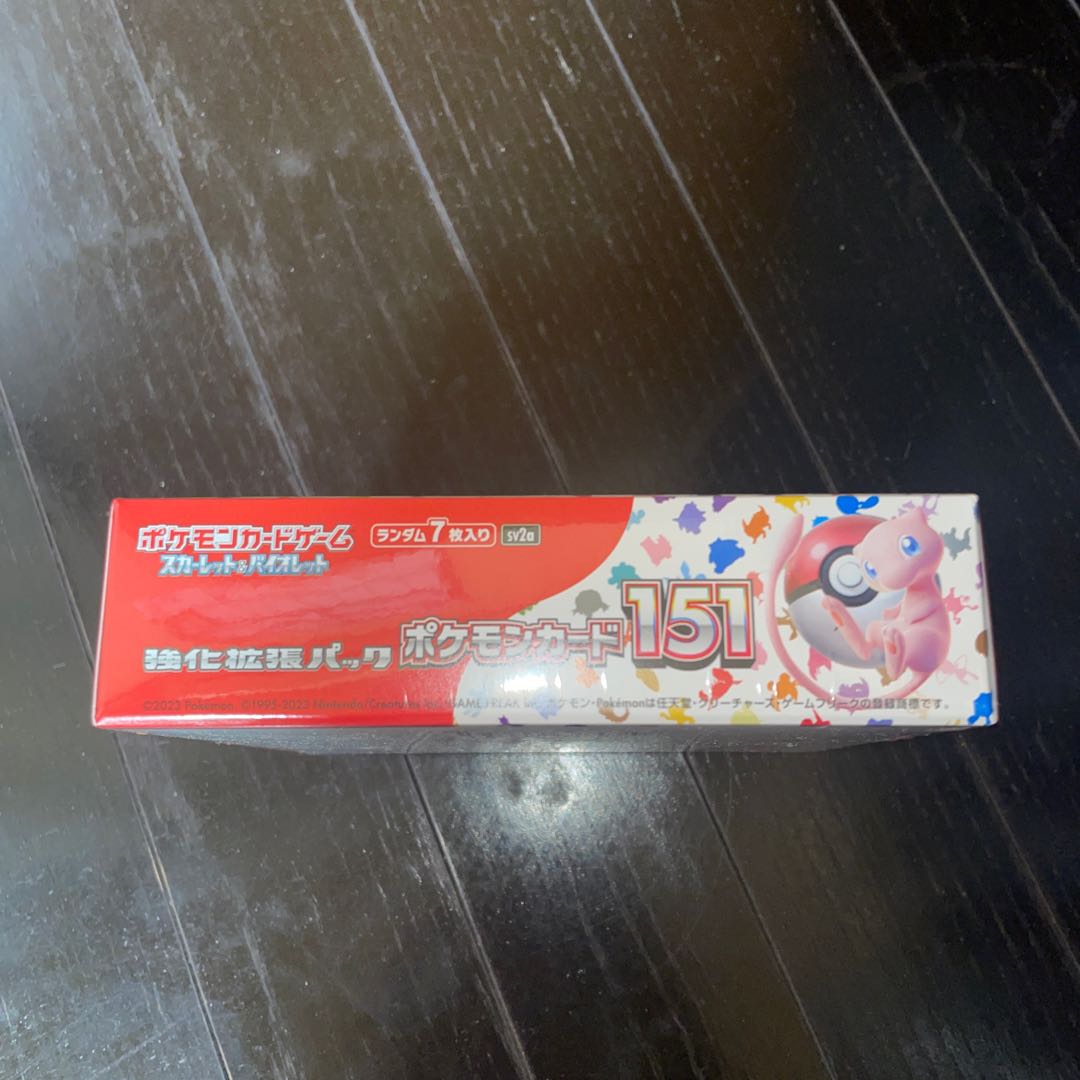 ポケモンカードゲーム
スカーレット&バイオレット
ランダム7枚入り
sv2a
強化拡張パック ポケモンカード151
©2023 Pokémon. ©1995-2023 Nintendo/Creatures Inc./GAME FREAK inc. ポケモン・Pokémonは任天堂・クリーチャーズ・ゲームフリークの登録商標です。